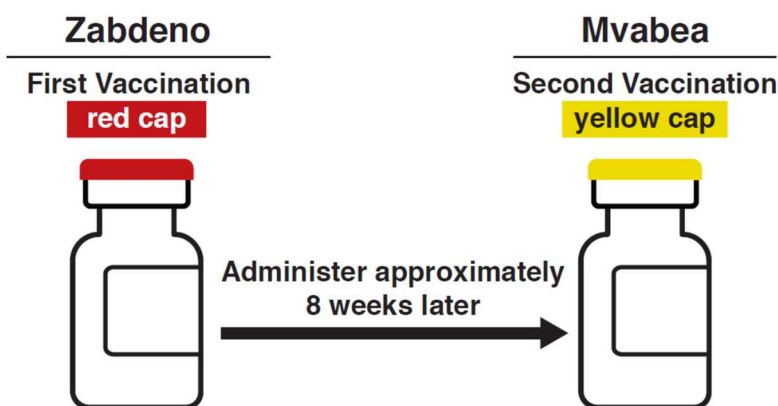 Zabdeno
First Vaccination
red cap
Mvabea
Second Vaccination
yellow cap
Administer approximately
8 weeks later